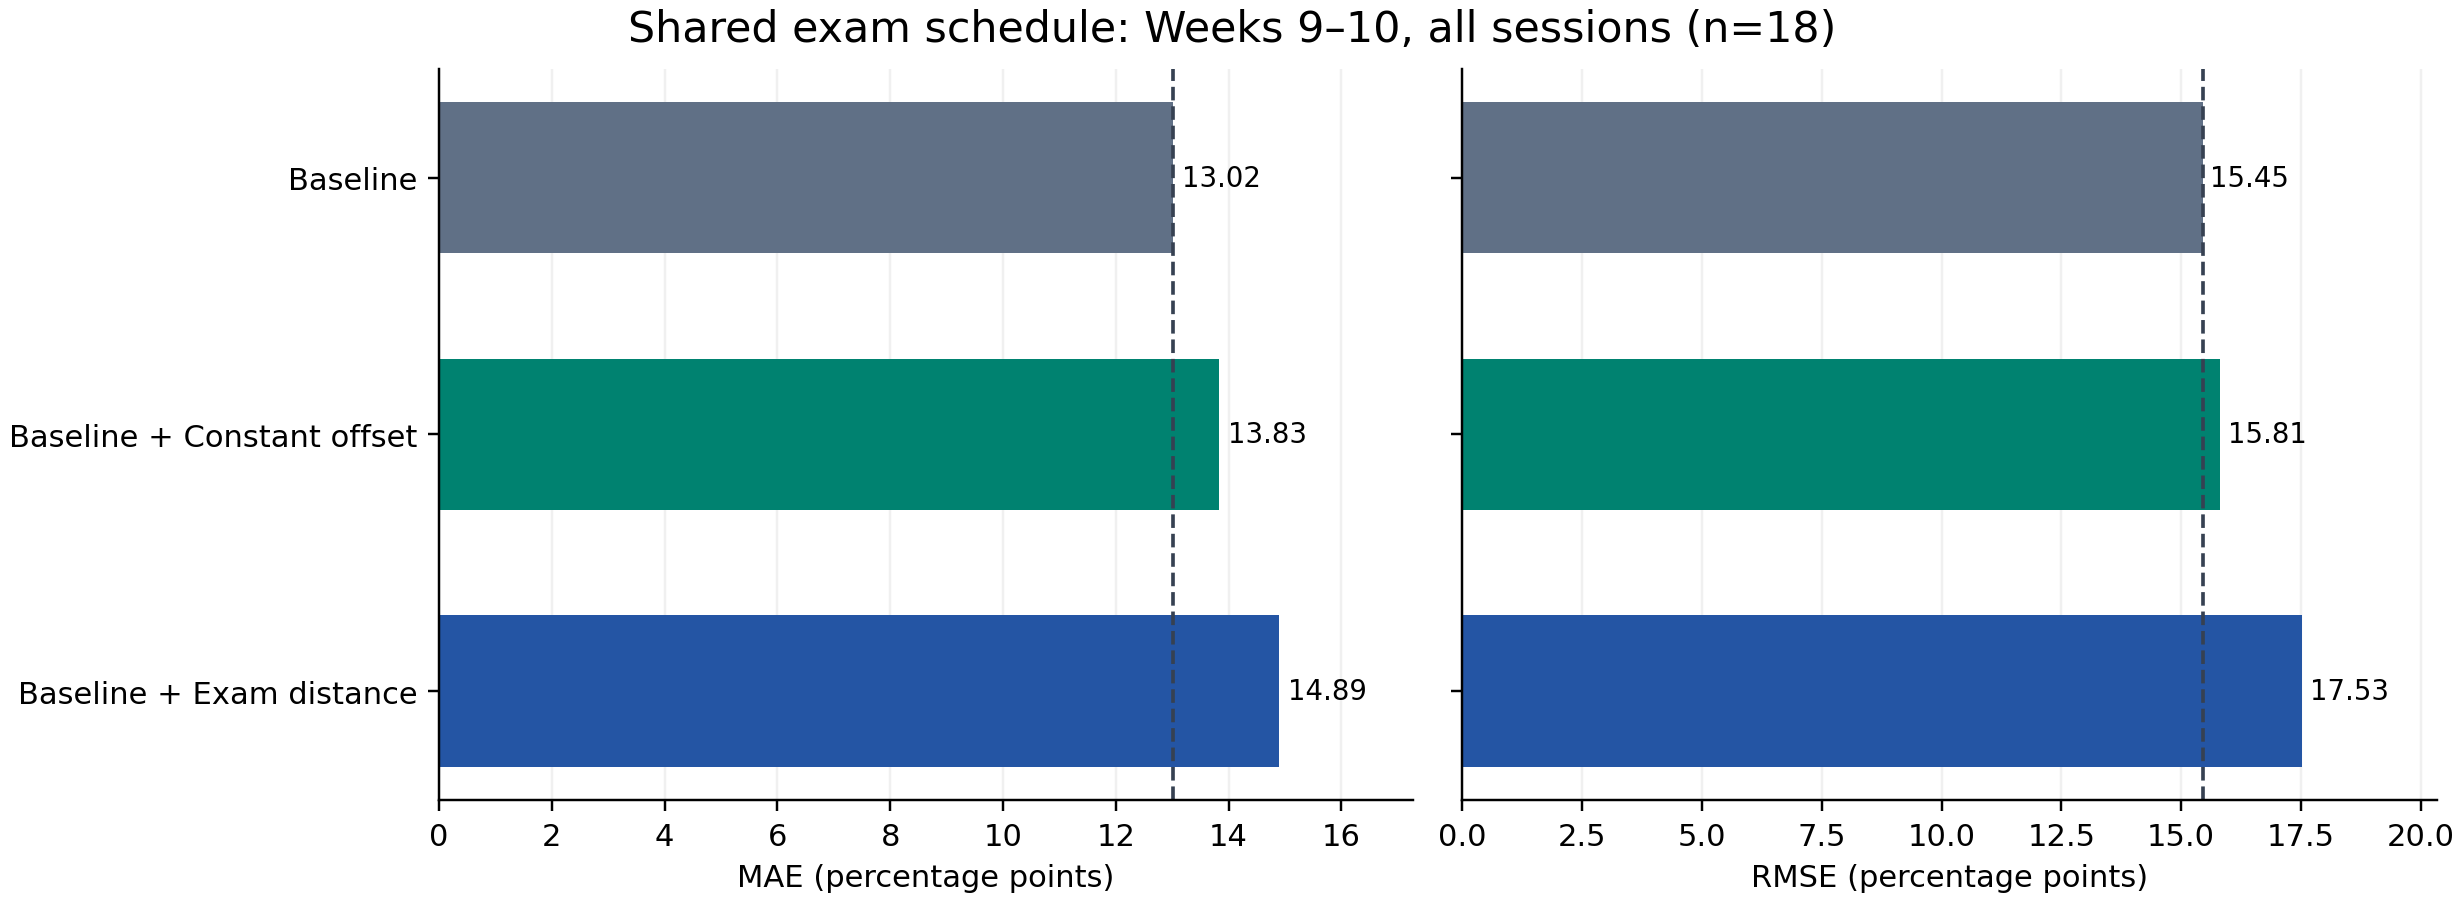 Shared exam schedule: Weeks 9–10, all sessions (n=18)
Baseline
13.02
15.45
Baseline + Constant offset
13.83
15.81
Baseline + Exam distance
14.89
17.53
0 2 4 6 8 10 12 14 16
MAE (percentage points)
0.0 2.5 5.0 7.5 10.0 12.5 15.0 17.5 20.0
RMSE (percentage points)